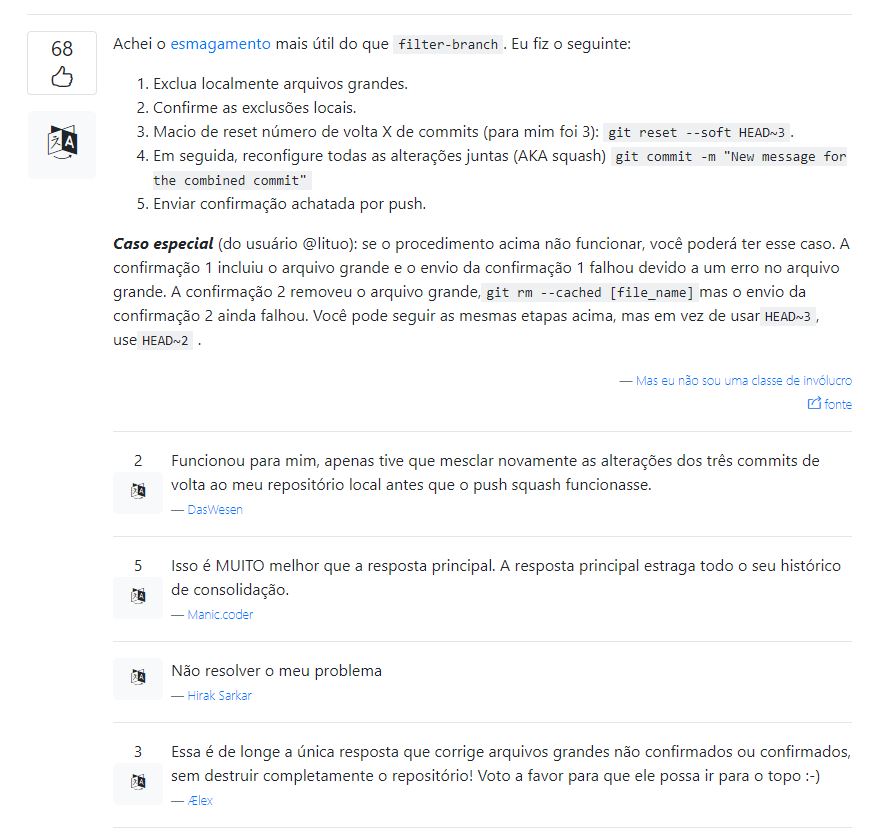 68
Achei o esmagamento mais útil do que filter-branch . Eu fiz o seguinte:
1. Exclua localmente arquivos grandes.
2. Confirme as exclusões locais.
3. Macio de reset número de volta X de commits (para mim foi 3): git reset --soft HEAD~3 .
4. Em seguida, reconfigure todas as alterações juntas (AKA squash) git commit -m "New message for
the combined commit"
5. Enviar confirmação achatada por push.
Caso especial (do usuário @lituo): se o procedimento acima não funcionar, você poderá ter esse caso. A
confirmação 1 incluiu o arquivo grande e o envio da confirmação 1 falhou devido a um erro no arquivo
grande. A confirmação 2 removeu o arquivo grande, git rm --cached [file_name] mas o envio da
confirmação 2 ainda falhou. Você pode seguir as mesmas etapas acima, mas em vez de usar HEAD~3 ,
use HEAD~2 .
— Mas eu não sou uma classe de invólucro
fonte
2
Funcionou para mim, apenas tive que mesclar novamente as alterações dos três commits de
volta ao meu repositório local antes que o push squash funcionasse.
— DasWesen
5
Isso é MUITO melhor que a resposta principal. A resposta principal estraga todo o seu histórico
de consolidação.
— Manic.coder
Não resolver o meu problema
— Hirak Sarkar
3
Essa é de longe a única resposta que corrige arquivos grandes não confirmados ou confirmados,
sem destruir completamente o repositório! Voto a favor para que ele possa ir para o topo :-)
— Ælex